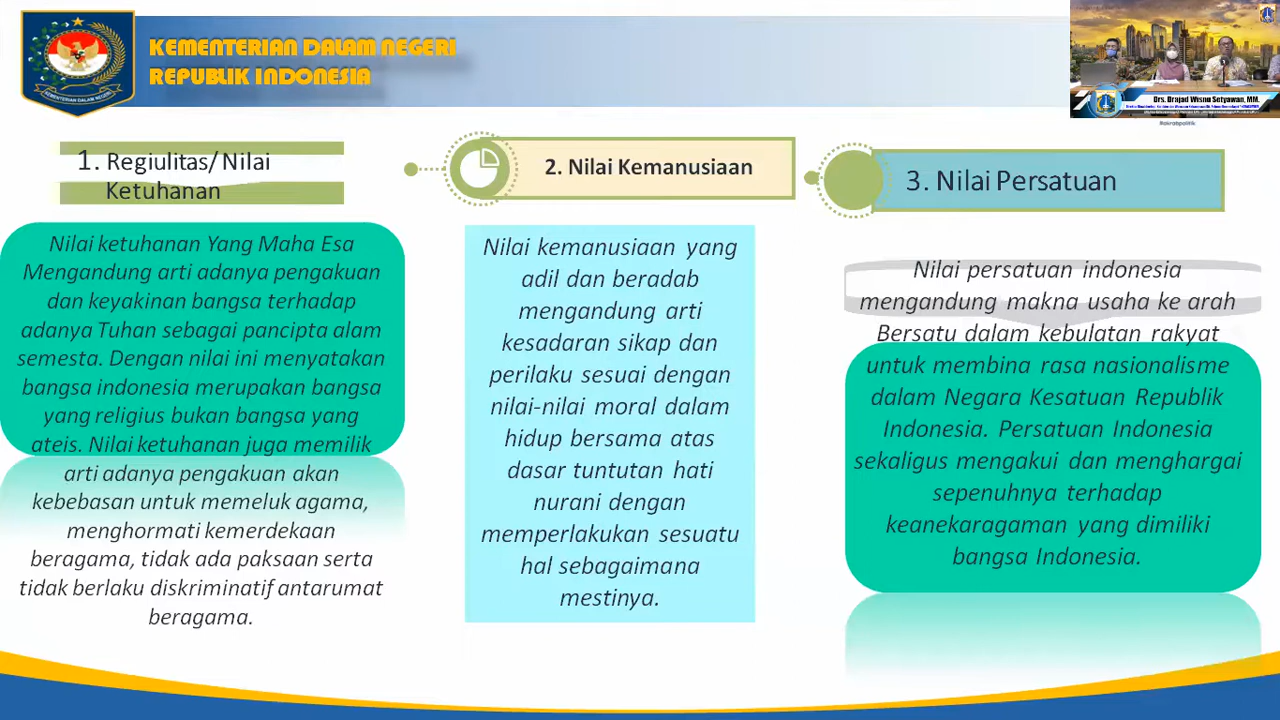 KEMENTERIAN DALAM NEGERI
REPUBLIK INDONESIA
KEMENTERIAN DALAM NEGERI
Drs. Drajad Wisnu Setyawan, MM.
1. Regiulitas/ Nilai
Ketuhanan
Nilai ketuhanan Yang Maha Esa
Mengandung arti adanya pengakuan
dan keyakinan bangsa terhadap
adanya Tuhan sebagai pancipta alam
semesta. Dengan nilai ini menyatakan
bangsa indonesia merupakan bangsa
yang religius bukan bangsa yang
ateis. Nilai ketuhanan juga memilik
arti adanya pengakuan akan
kebebasan untuk memeluk agama,
menghormati kemerdekaan
beragama, tidak ada paksaan serta
tidak berlaku diskriminatif antarumat
beragama.
2. Nilai Kemanusiaan
Nilai kemanusiaan yang
adil dan beradab
mengandung arti
kesadaran sikap dan
perilaku sesuai dengan
nilai-nilai moral dalam
hidup bersama atas
dasar tuntutan hati
nurani dengan
memperlakukan sesuatu
hal sebagaimana
mestinya.
3. Nilai Persatuan
Nilai persatuan indonesia
mengandung makna usaha ke arah
Bersatu dalam kebulatan rakyat
untuk membina rasa nasionalisme
dalam Negara Kesatuan Republik
Indonesia. Persatuan Indonesia
sekaligus mengakui dan menghargai
sepenuhnya terhadap
keanekaragaman yang dimiliki
bangsa Indonesia.